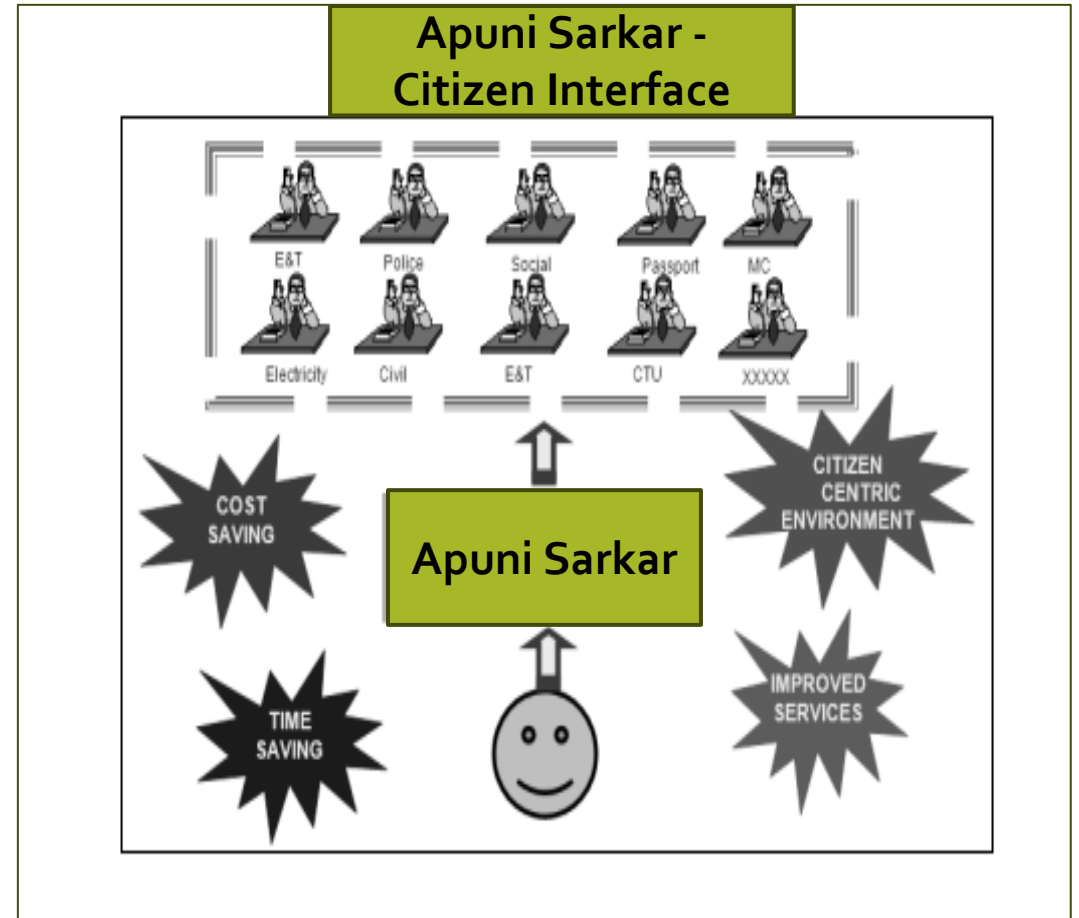 Apuni Sarkar -
Citizen Interface
E&T Police Social Passport MC
Electricity Civil E&T CTU XXXXX
COST
SAVING
CITIZEN
CENTRIC
ENVIRONMENT
Apuni Sarkar
TIME
SAVING
IMPROVED
SERVICES